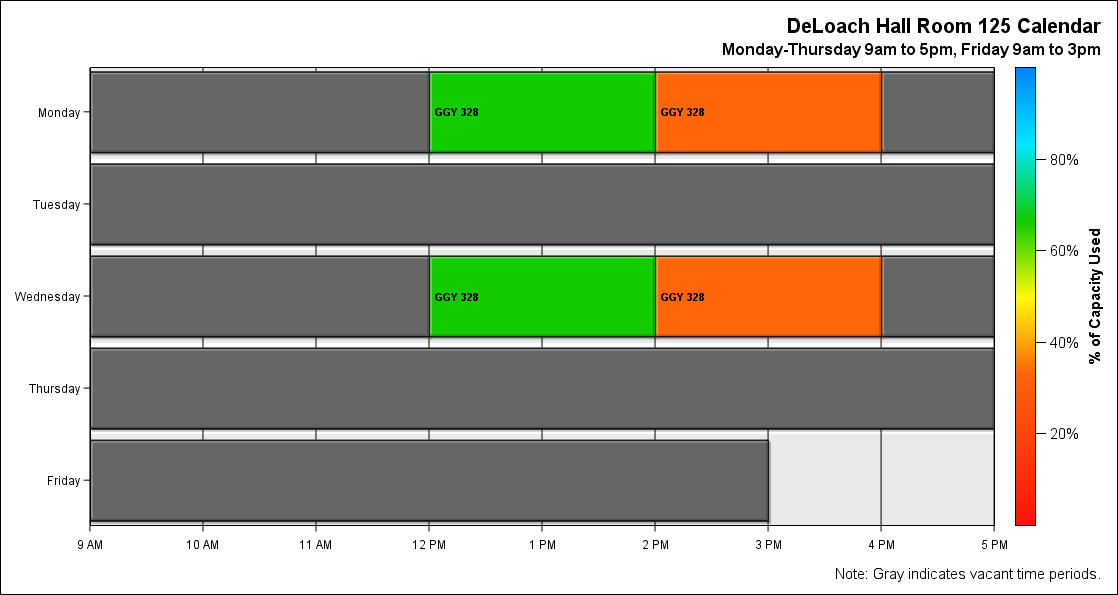 DeLoach Hall Room 125 Calendar
Monday-Thursday 9am to 5pm, Friday 9am to 3pm
Monday
GGY 328
GGY 328
Tuesday
Wednesday
GGY 328
GGY 328
Thursday
Friday
9 AM
10 AM
11 AM
12 PM
1 PM
2 PM
3 PM
4 PM
5 PM
80%
60%
40%
20%
% of Capacity Used
Note: Gray indicates vacant time periods.